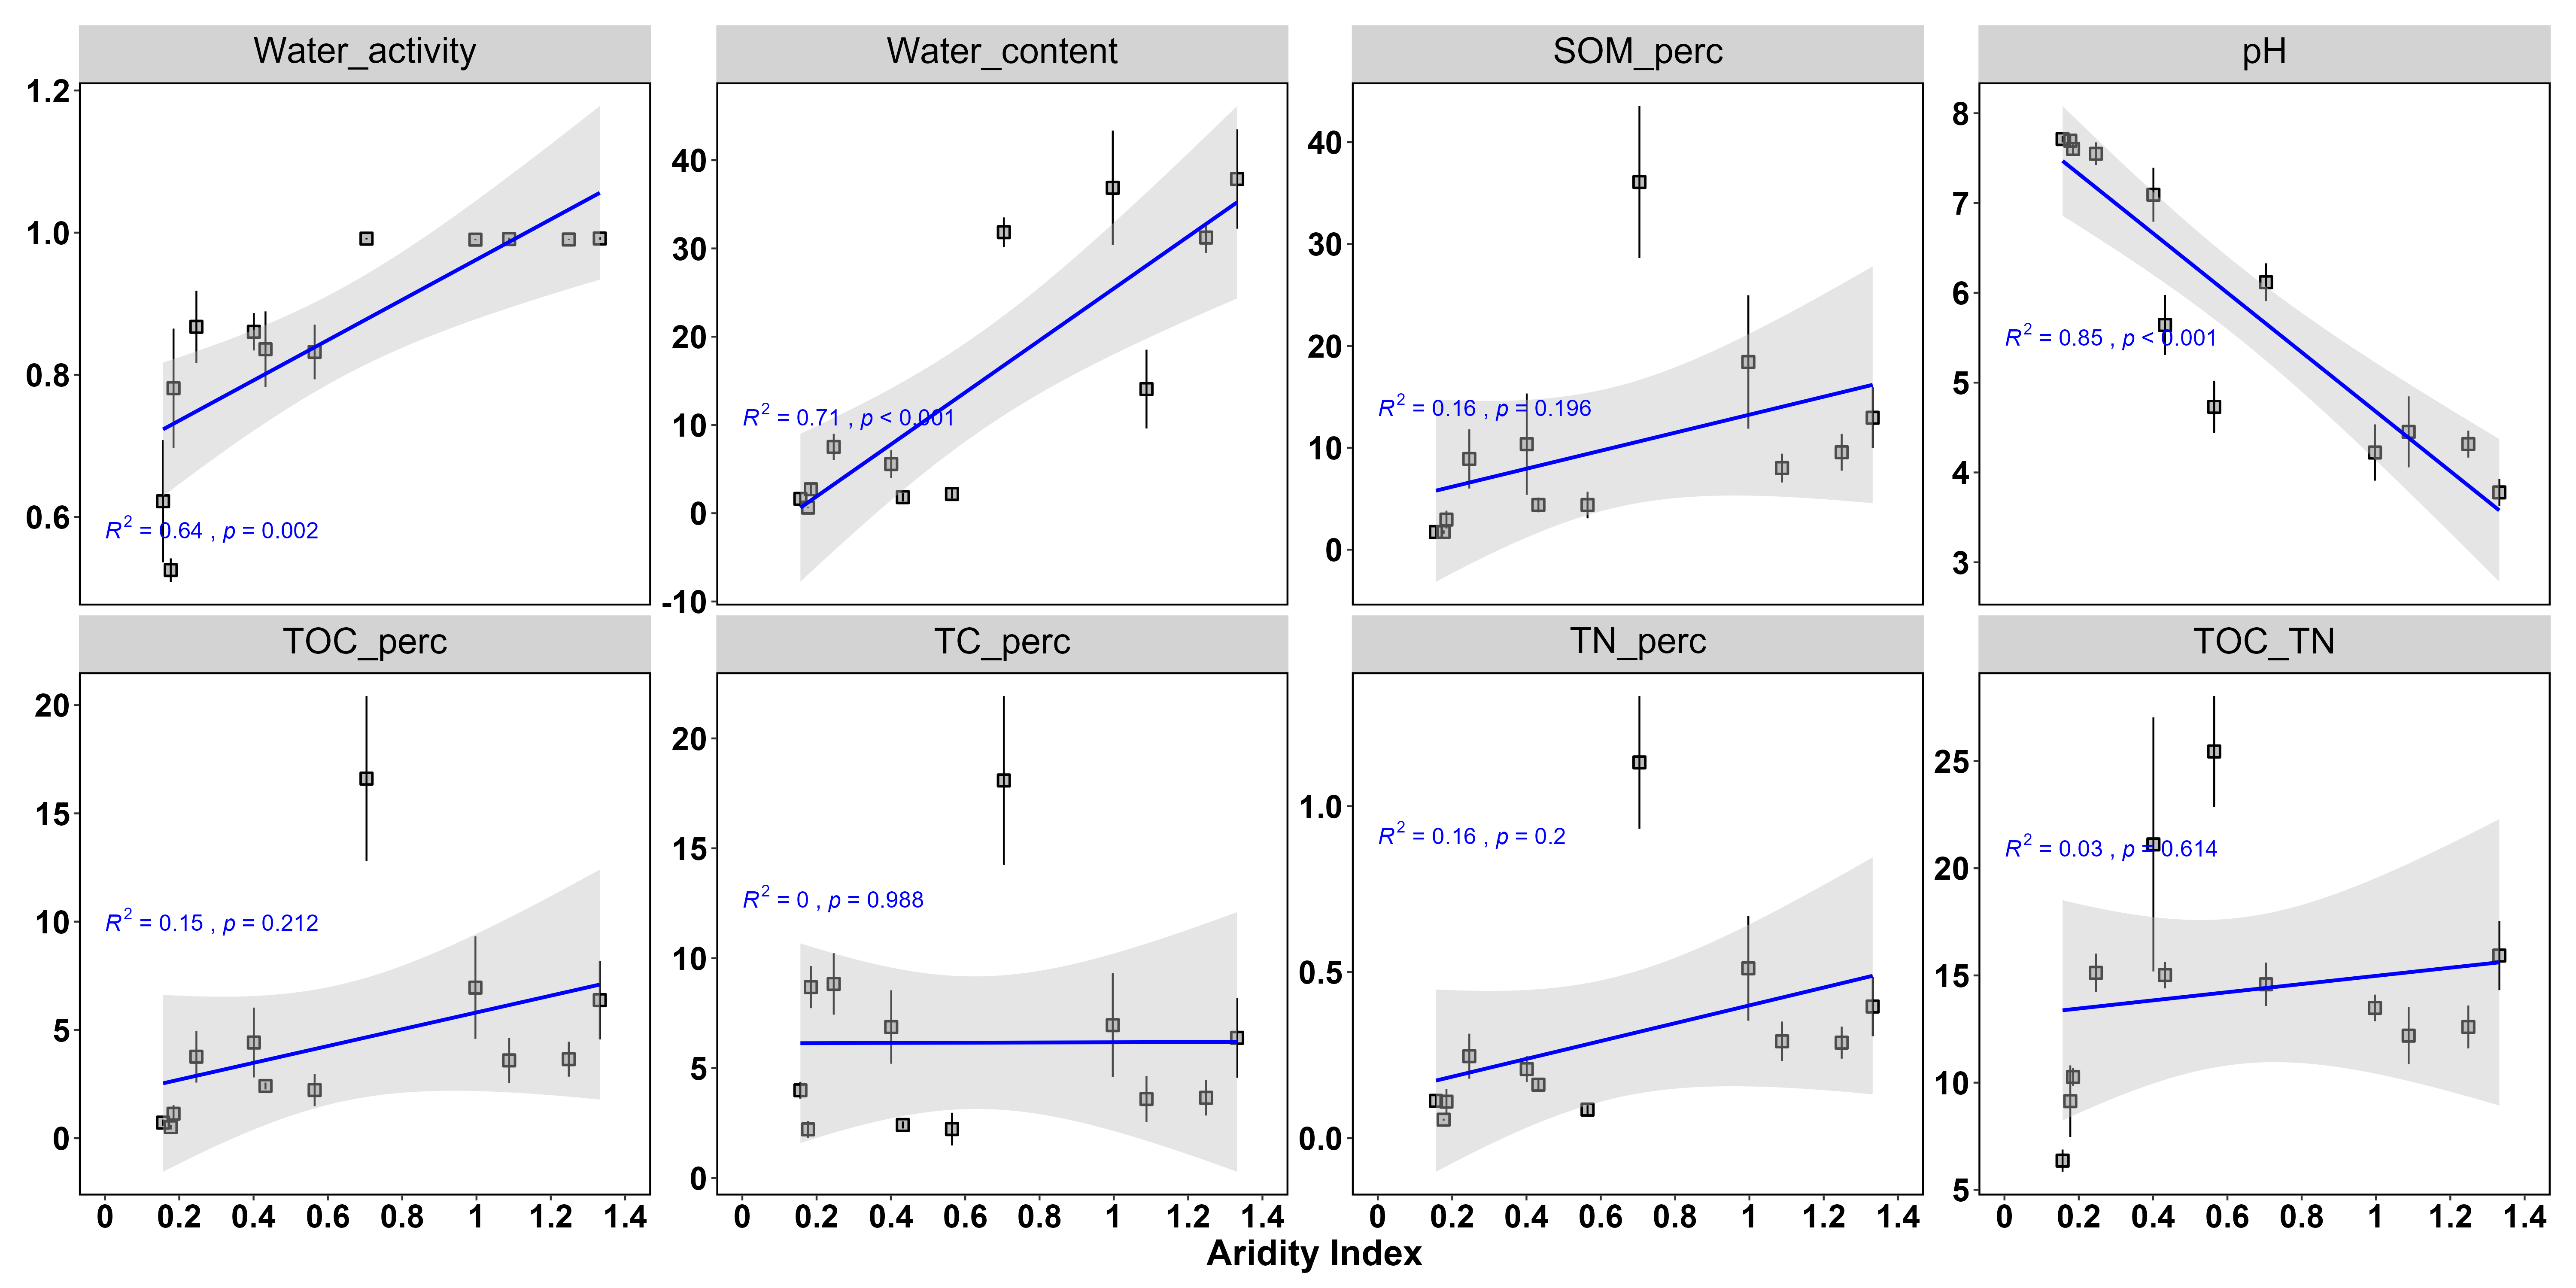 Water_activity
Water_content
SOM_perc
pH
1.2
1.0
0.8
0.6
R² = 0.64 , p = 0.002
40
30
20
10
0
-10
R² = 0.71 , p < 0.001
40
30
20
10
0
R² = 0.16 , p = 0.196
8
7
6
5
4
3
R² = 0.85 , p < 0.001
TOC_perc
TC_perc
TN_perc
TOC_TN
20
15
10
5
0
R² = 0.15 , p = 0.212
20
15
10
5
0
R² = 0 , p = 0.988
1.0
0.5
0.0
R² = 0.16 , p = 0.2
25
20
15
10
5
R² = 0.03 , p = 0.614
0 0.2 0.4 0.6 0.8 1 1.2 1.4
0 0.2 0.4 0.6 0.8 1 1.2 1.4
0 0.2 0.4 0.6 0.8 1 1.2 1.4
0 0.2 0.4 0.6 0.8 1 1.2 1.4
Aridity Index